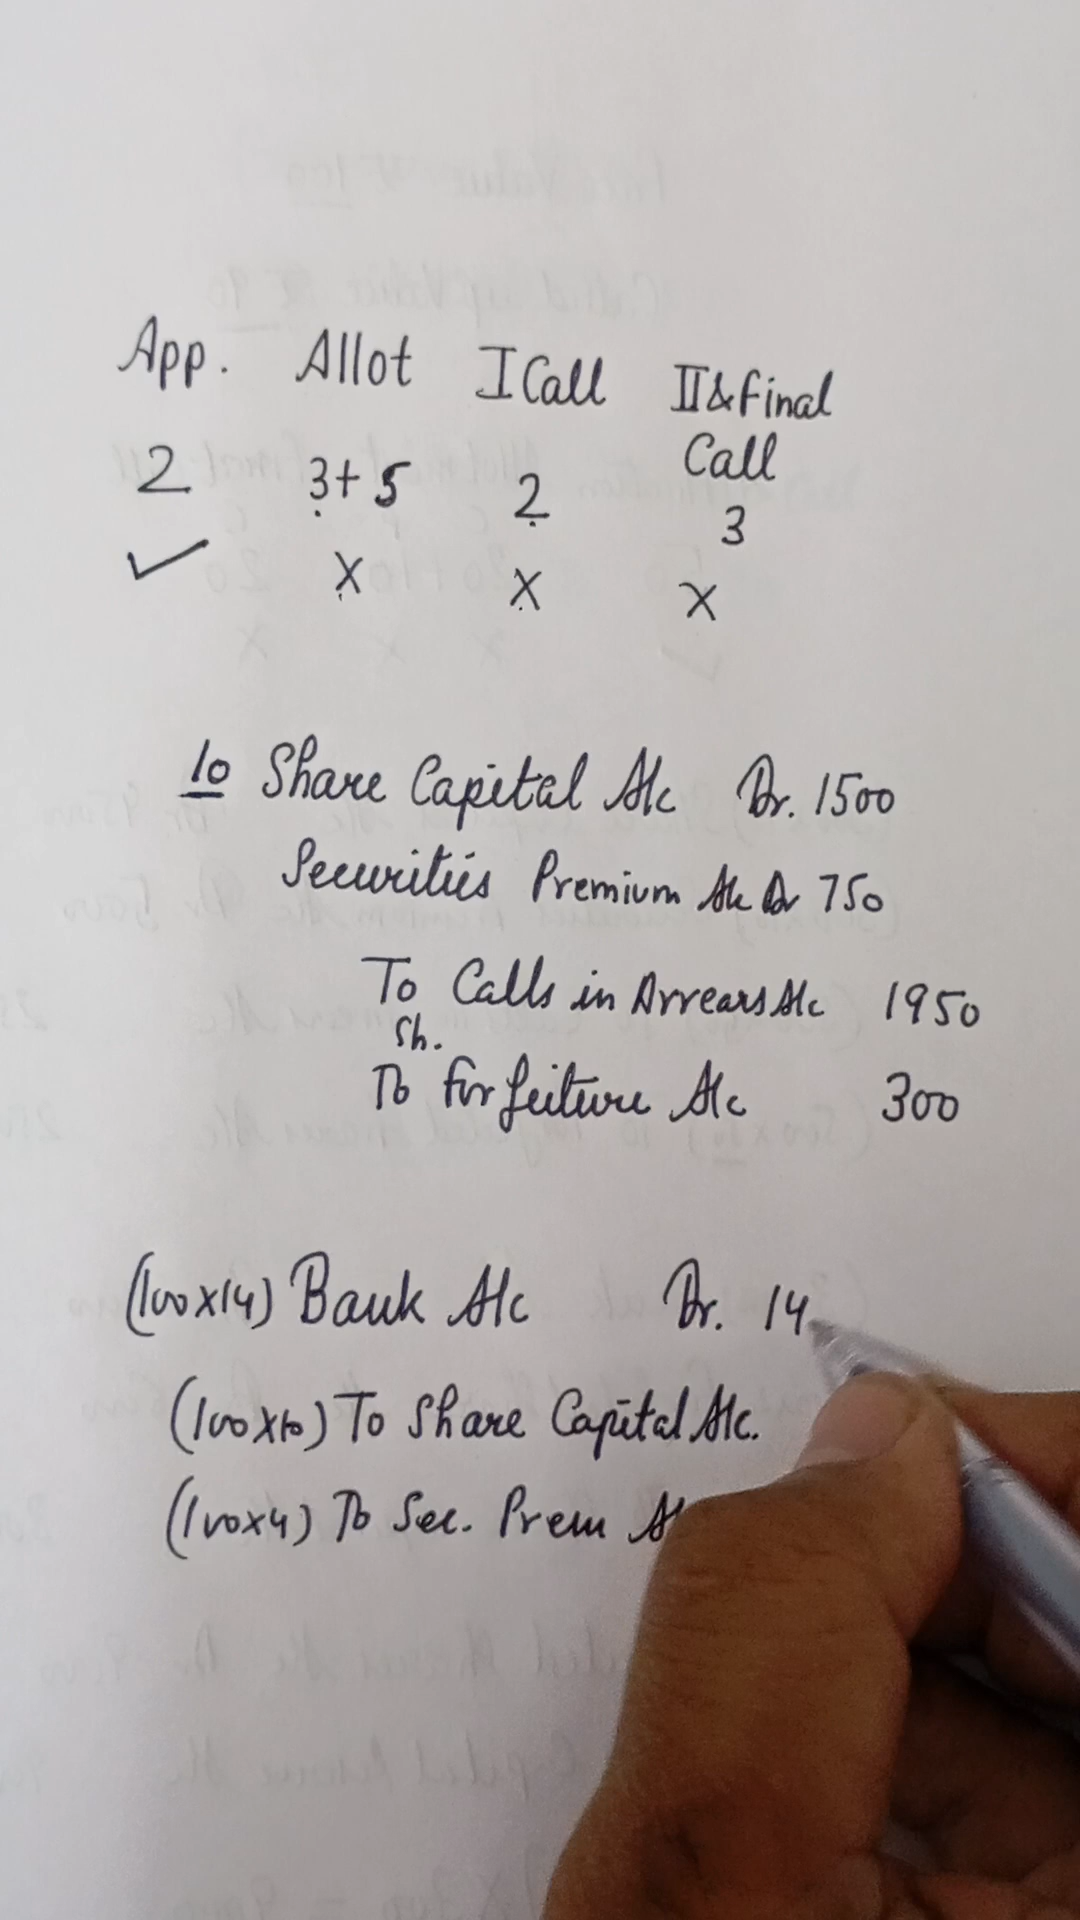 App. Allot I Call II & Final
Call
2 3+5 2 3
✓ X X X
10 Share Capital A/c Dr. 1500
Securities Premium A/c Dr 750
To Calls in Arrears A/c 1950
Sh.
To Forfeiture A/c 300
(100x14) Bank A/c Dr. 14
(100x10) To Share Capital A/c.
(100x4) To Sec. Prem A